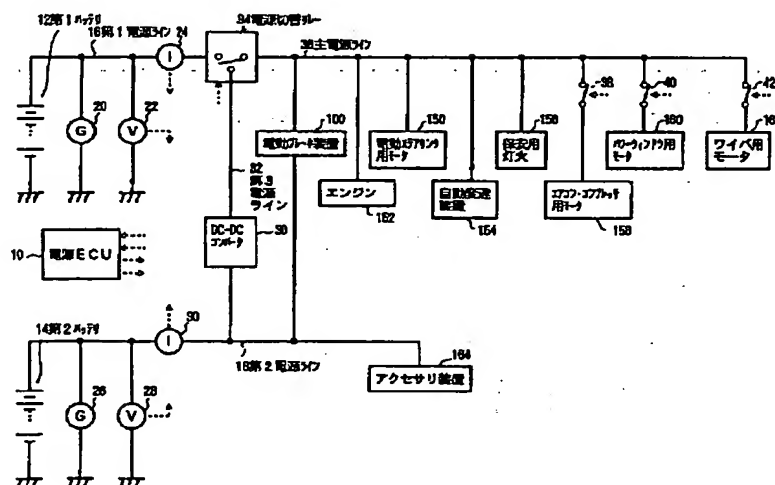 12第1バッテリ
16第1電源ライン
24
I
34電源切替リレー
36主電源ライン
20
G
22
V
38
40
42
100
電動ブレーキ装置
150
電動ステアリング
用モータ
156
保安用
灯火
160
パワーウィンドウ用
モータ
ワイパ用
モータ
32
第3
電源
ライン
エンジン
152
自動変速
装置
154
エアコン・コンプレッサ
用モータ
158
10
電源ECU
DC-DC
コンバータ
30
14第2バッテリ
I
18第2電源ライン
26
G
28
V
164
アクセサリ装置